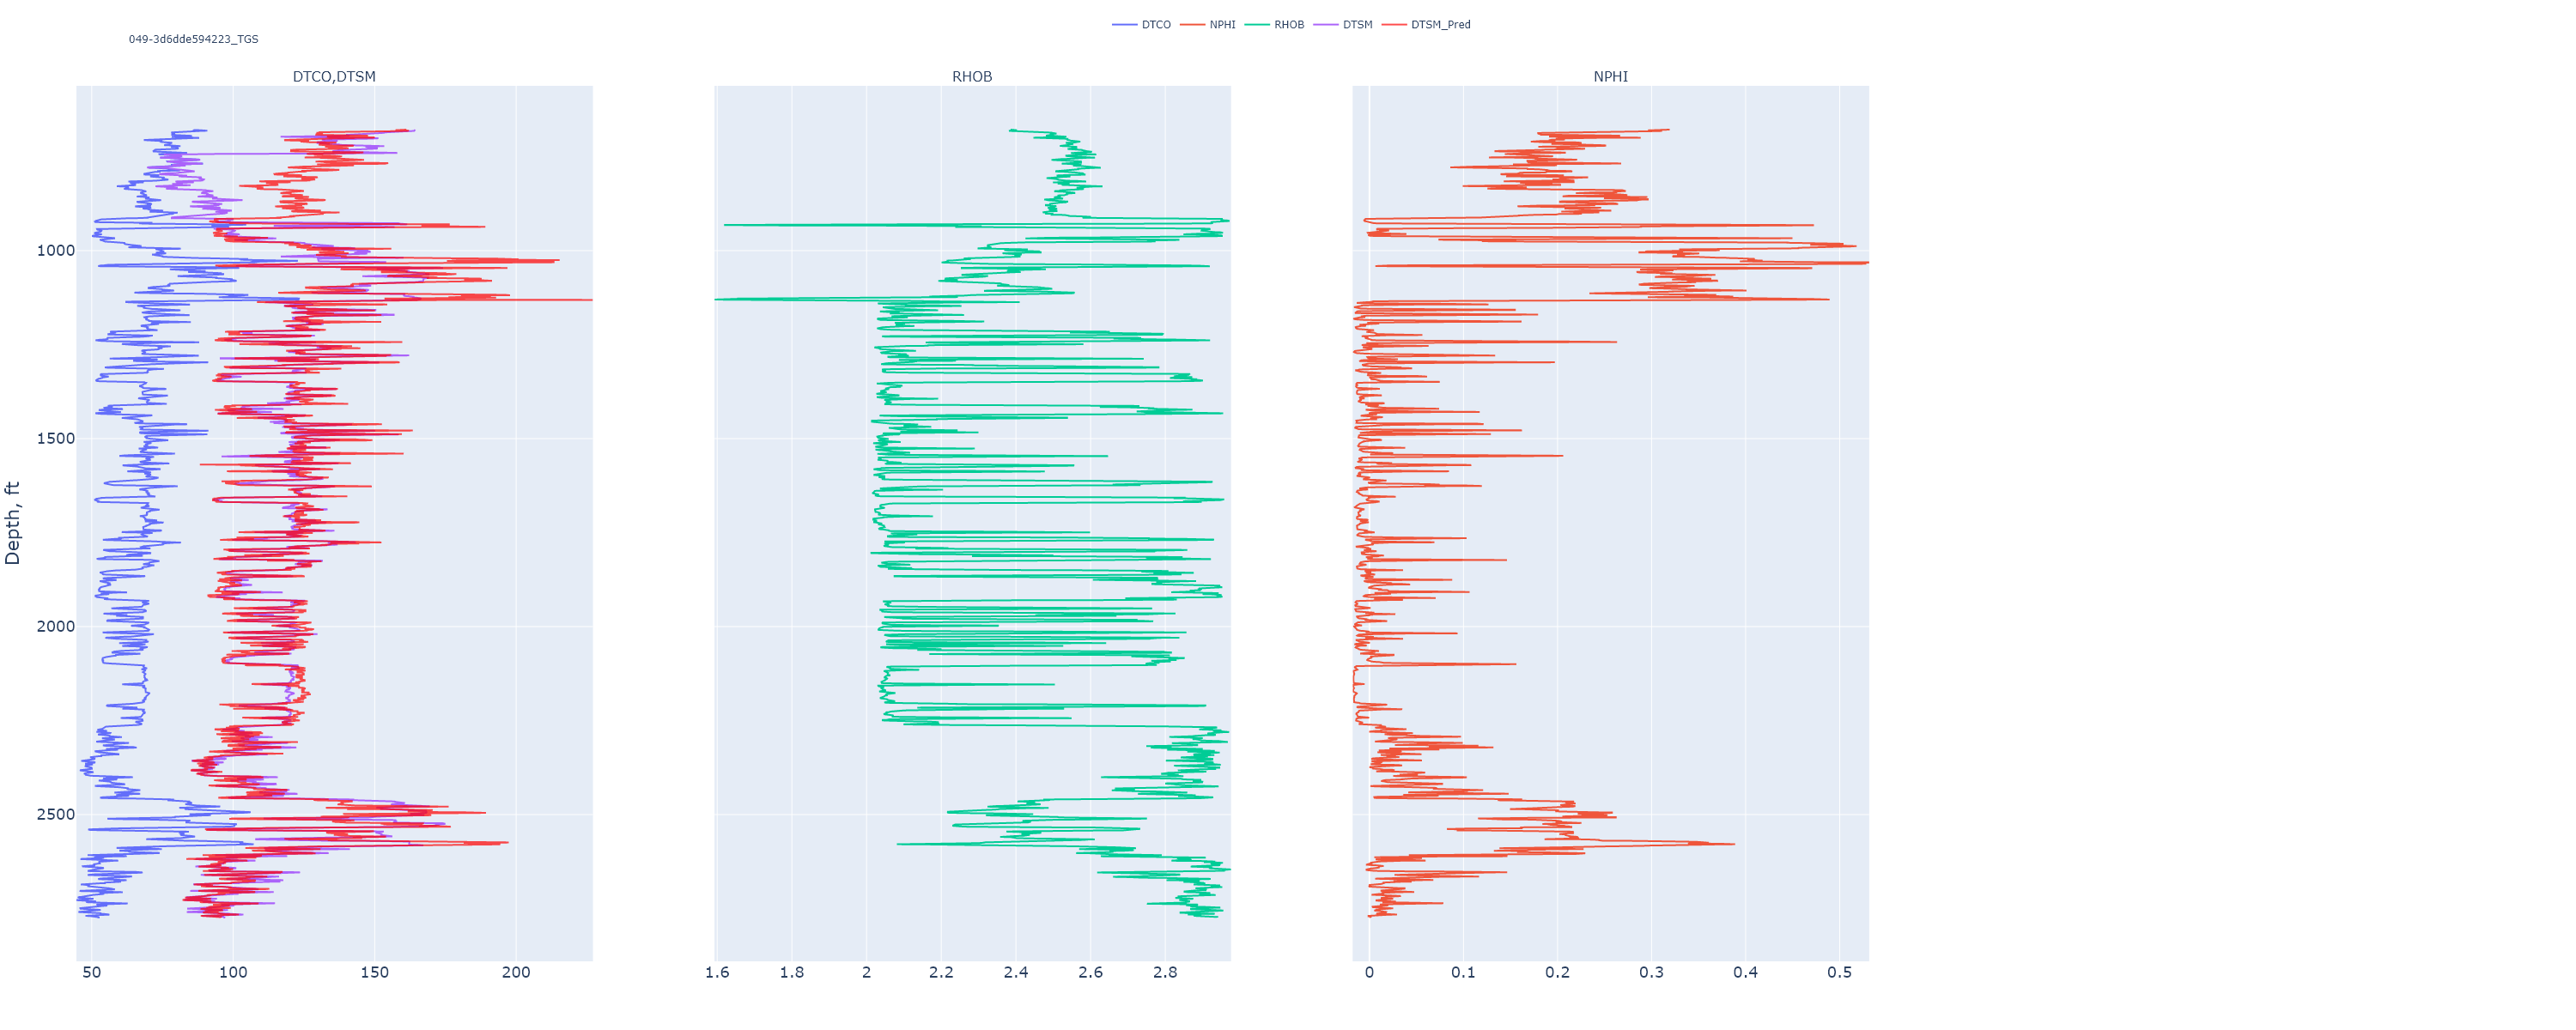 DTCO NPHI RHOB DTSM DTSM_Pred
049-3d6dde594223_TGS
DTCO,DTSM RHOB NPHI
Depth, ft
1000
1500
2000
2500
50 100 150 200 1.6 1.8 2 2.2 2.4 2.6 2.8 0 0.1 0.2 0.3 0.4 0.5